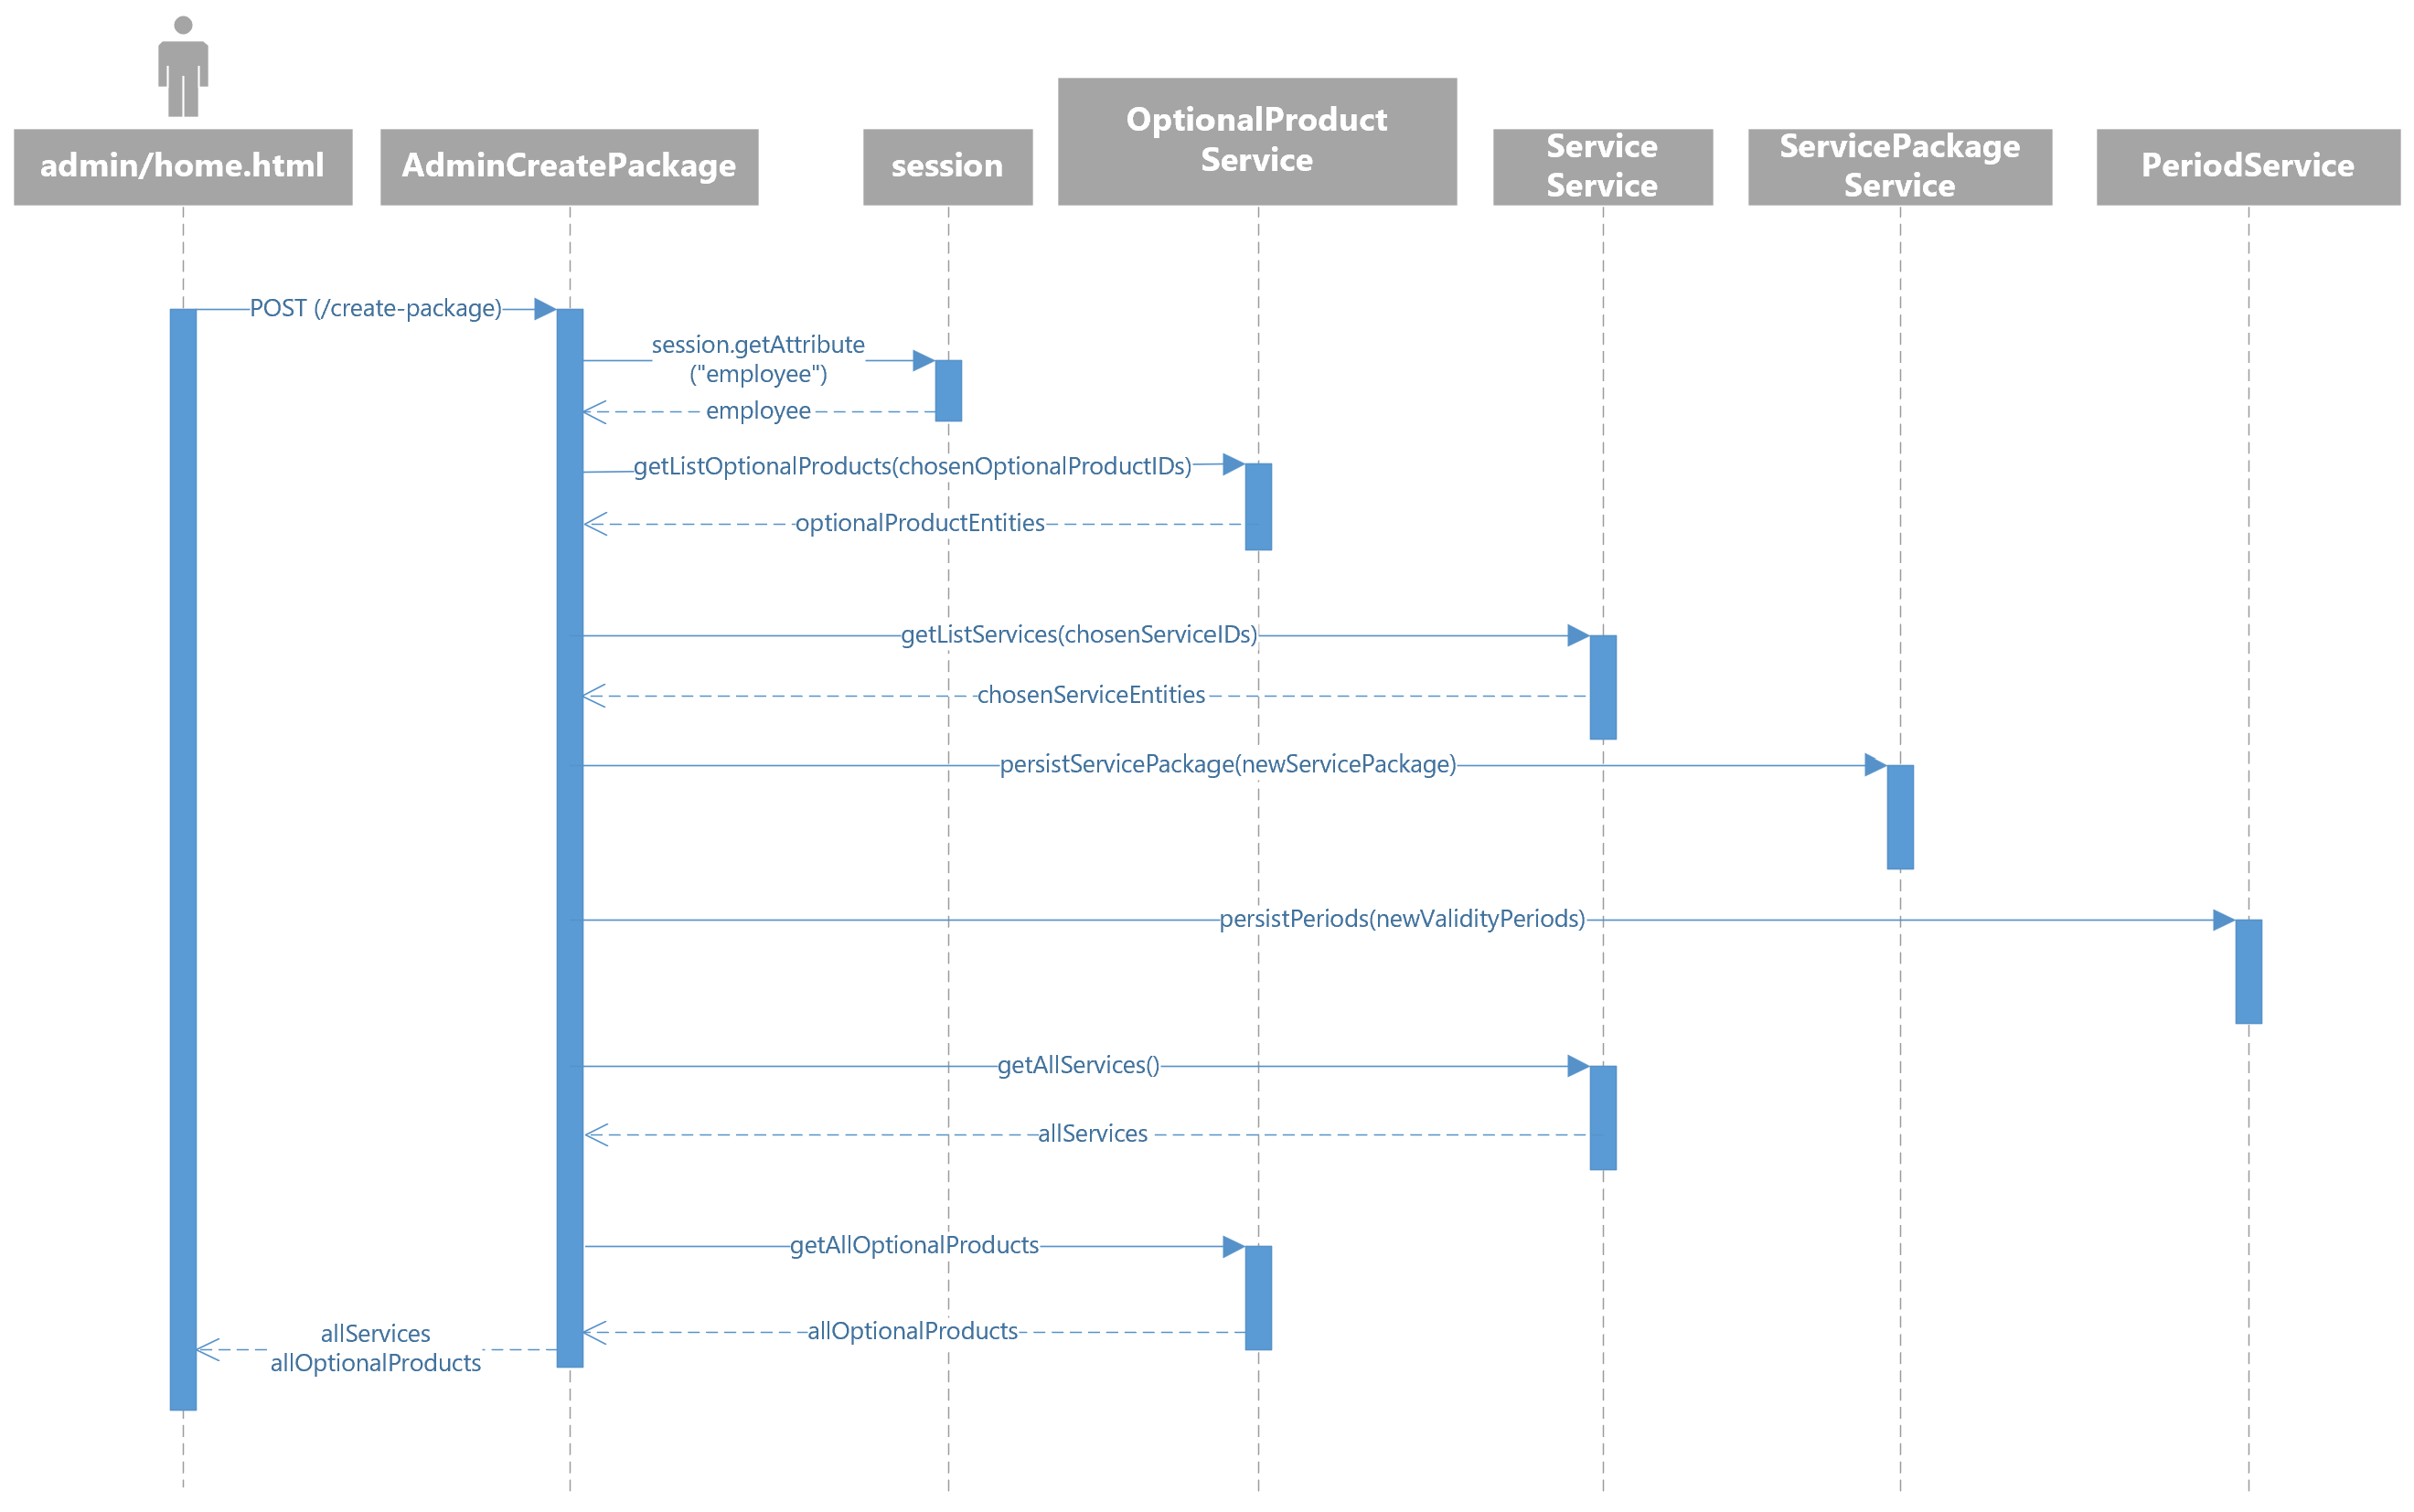 admin/home.html
AdminCreatePackage
session
OptionalProduct
Service
Service
Service
ServicePackage
Service
PeriodService
POST (/create-package)
session.getAttribute
("employee")
employee
getListOptionalProducts(chosenOptionalProductIDs)
optionalProductEntities
getListServices(chosenServiceIDs)
chosenServiceEntities
persistServicePackage(newServicePackage)
persistPeriods(newValidityPeriods)
getAllServices()
allServices
getAllOptionalProducts
allOptionalProducts
allServices
allOptionalProducts